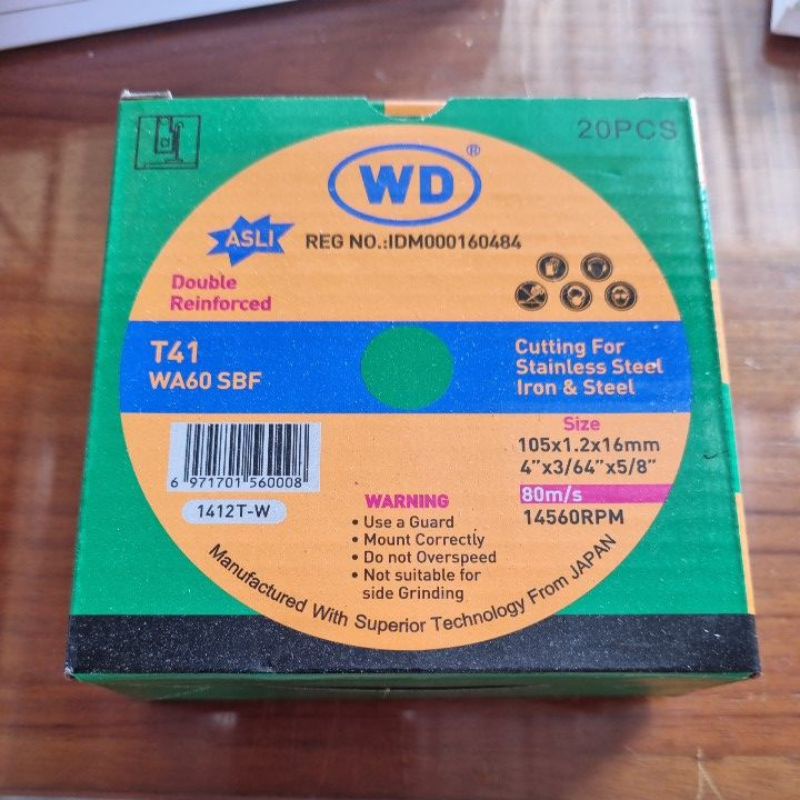 20PCS
WD®
ASLI
REG NO.:IDM000160484
Double
Reinforced
T41
WA60 SBF
Cutting For
Stainless Steel
Iron & Steel
Size
105x1.2x16mm
4”x3/64”x5/8”
80m/s
14560RPM
6 971701 560008
1412T-W
WARNING
• Use a Guard
• Mount Correctly
• Do not Overspeed
• Not suitable for
side Grinding
Manufactured With Superior Technology From JAPAN